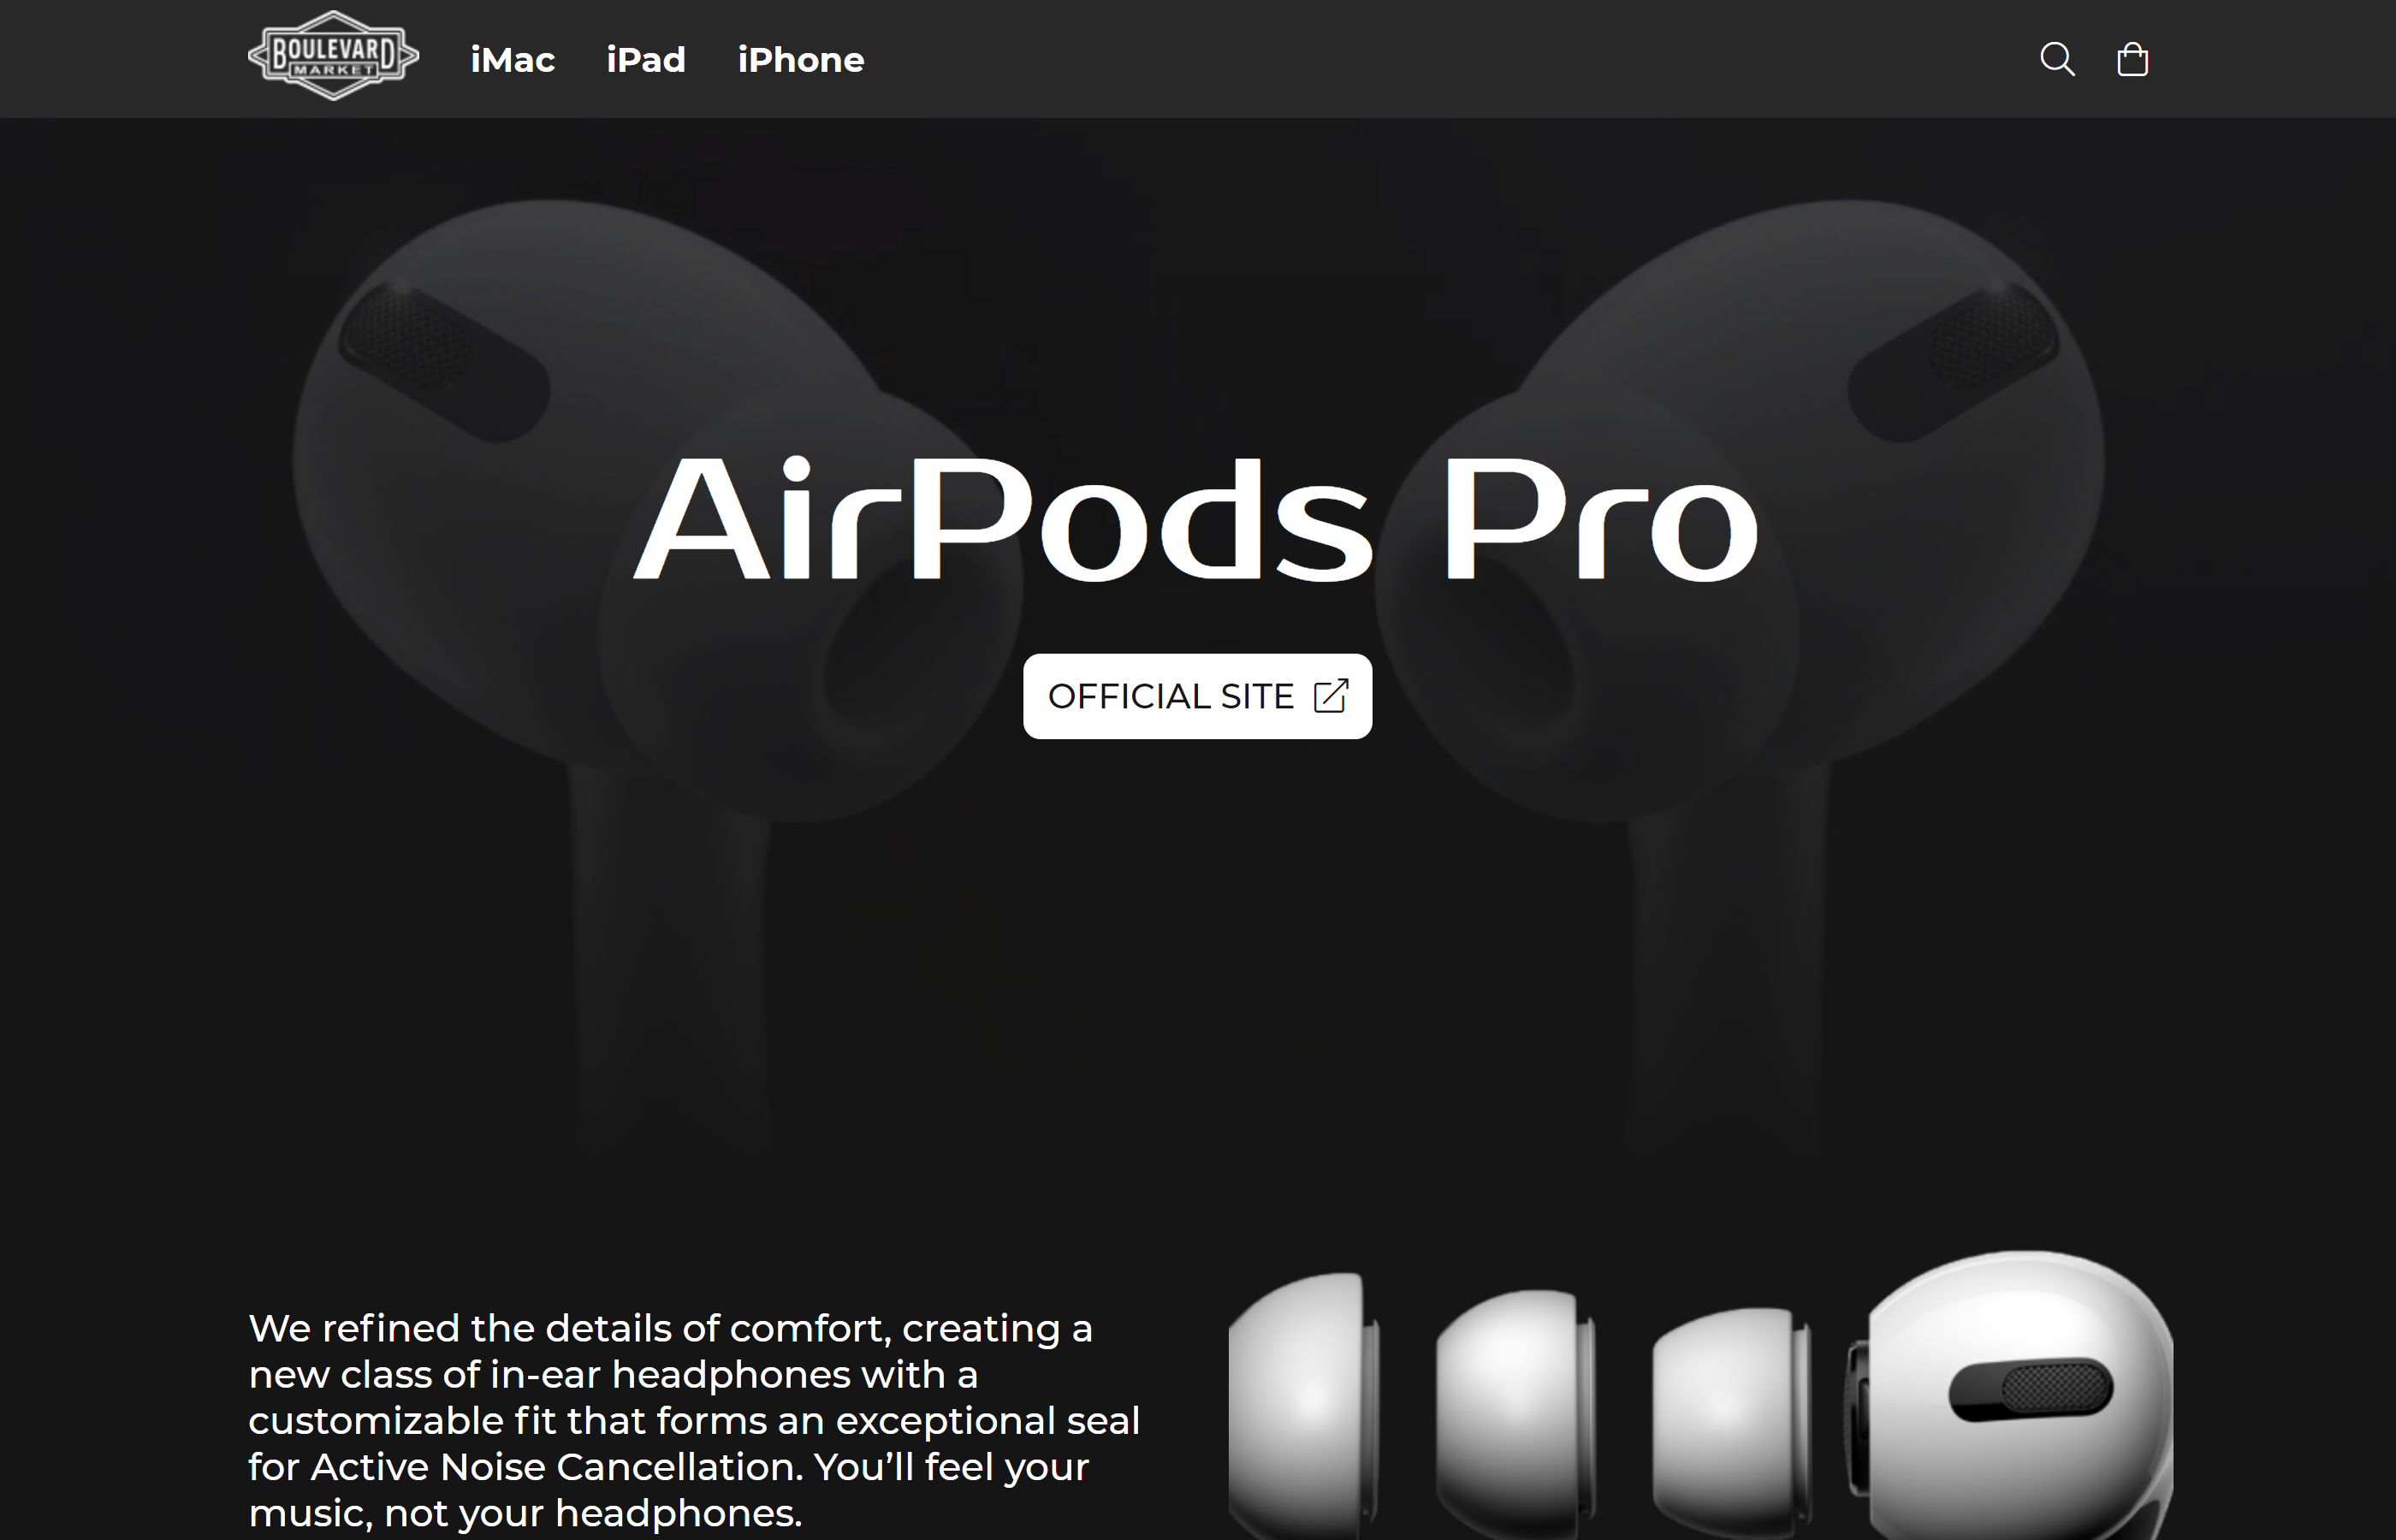 BOULEVARD
MARKET
iMac iPad iPhone
AirPods Pro
OFFICIAL SITE
We refined the details of comfort, creating a
new class of in-ear headphones with a
customizable fit that forms an exceptional seal
for Active Noise Cancellation. You’ll feel your
music, not your headphones.